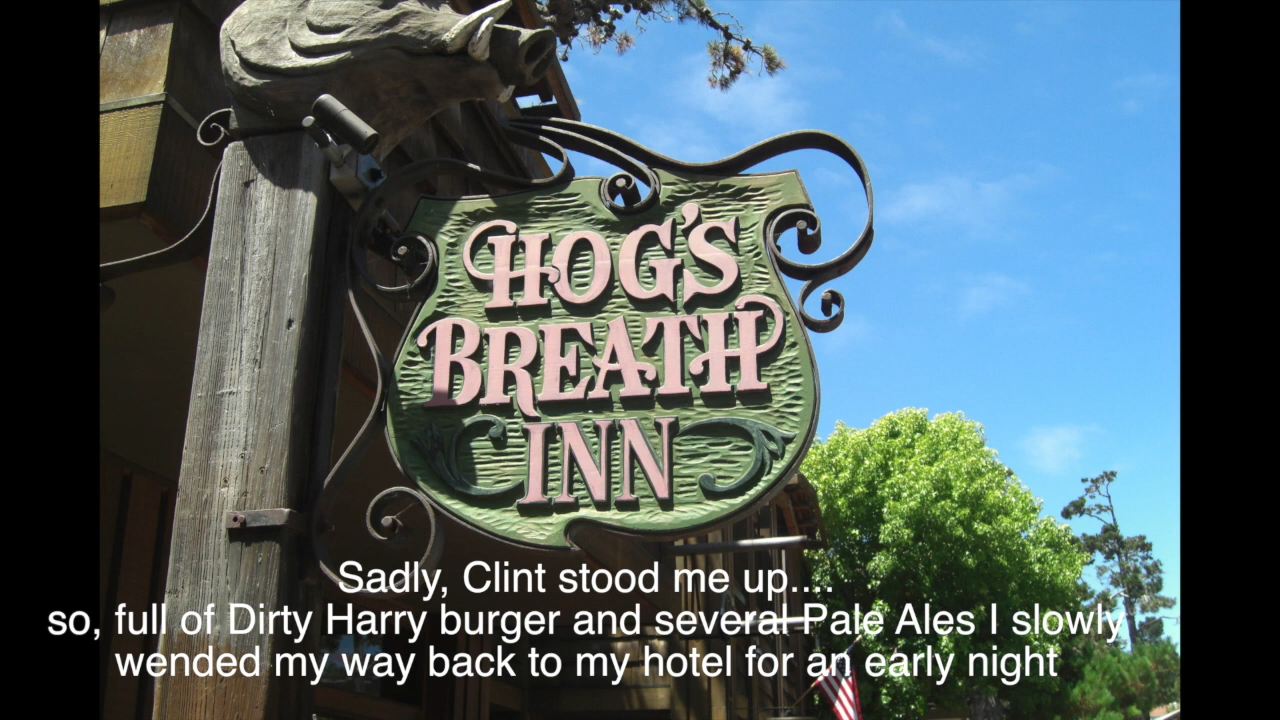 HOG'S
BREATH
INN
Sadly, Clint stood me up....
so, full of Dirty Harry burger and several Pale Ales I slowly
wended my way back to my hotel for an early night